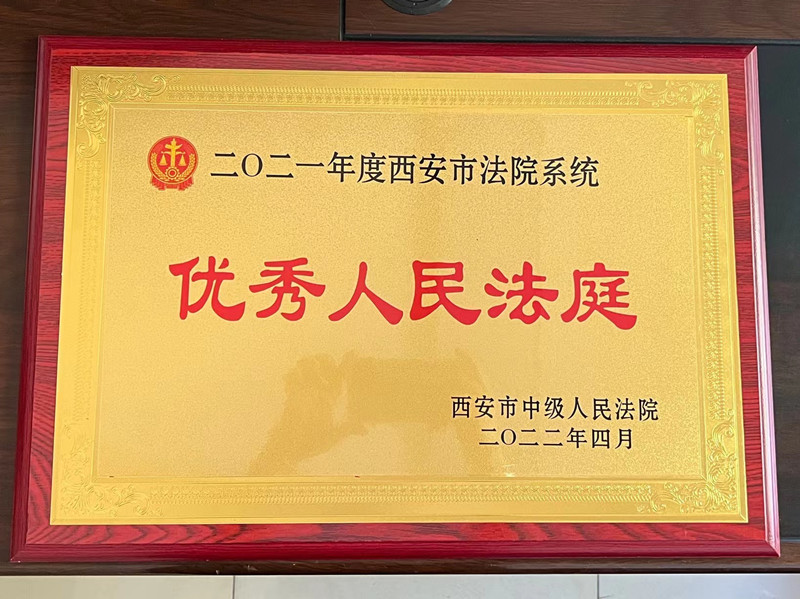 二〇二一年度西安市法院系统
优秀人民法庭
西安市中级人民法院
二〇二二年四月